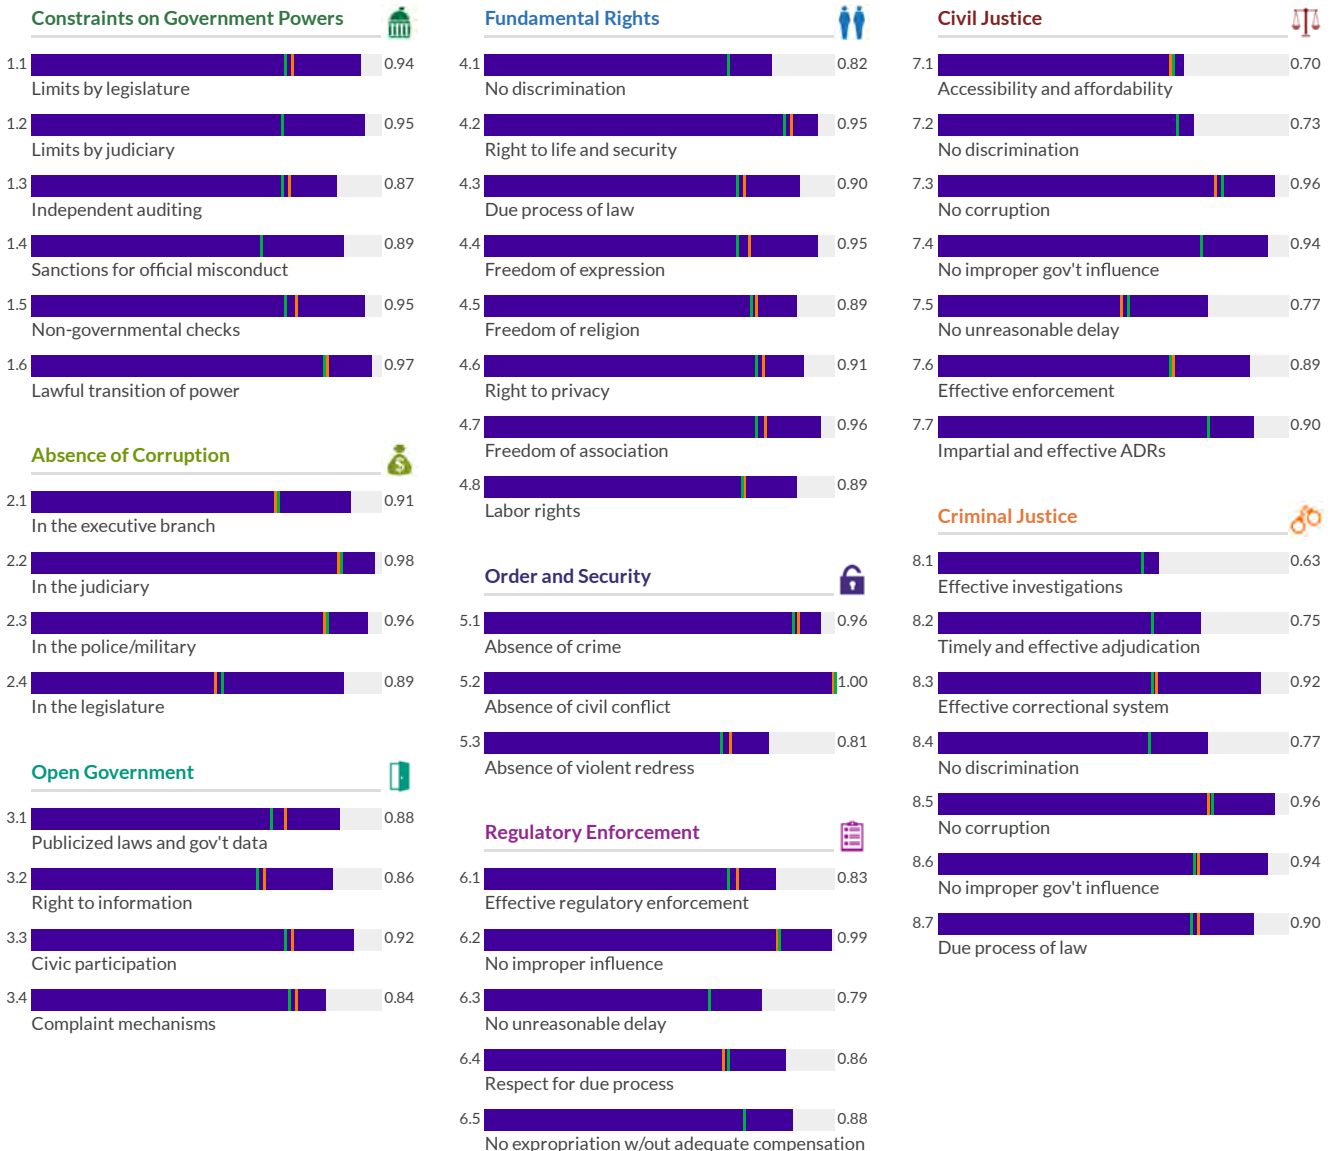 Constraints on Government Powers
1.1 0.94
Limits by legislature
1.2 0.95
Limits by judiciary
1.3 0.87
Independent auditing
1.4 0.89
Sanctions for official misconduct
1.5 0.95
Non-governmental checks
1.6 0.97
Lawful transition of power
Absence of Corruption
$
2.1 0.91
In the executive branch
2.2 0.98
In the judiciary
2.3 0.96
In the police/military
2.4 0.89
In the legislature
Open Government
3.1 0.88
Publicized laws and gov't data
3.2 0.86
Right to information
3.3 0.92
Civic participation
3.4 0.84
Complaint mechanisms
Fundamental Rights
4.1 0.82
No discrimination
4.2 0.95
Right to life and security
4.3 0.90
Due process of law
4.4 0.95
Freedom of expression
4.5 0.89
Freedom of religion
4.6 0.91
Right to privacy
4.7 0.96
Freedom of association
4.8 0.89
Labor rights
Order and Security
5.1 0.96
Absence of crime
5.2 1.00
Absence of civil conflict
5.3 0.81
Absence of violent redress
Regulatory Enforcement
6.1 0.83
Effective regulatory enforcement
6.2 0.99
No improper influence
6.3 0.79
No unreasonable delay
6.4 0.86
Respect for due process
6.5 0.88
No expropriation w/out adequate compensation
Civil Justice
7.1 0.70
Accessibility and affordability
7.2 0.73
No discrimination
7.3 0.96
No corruption
7.4 0.94
No improper gov't influence
7.5 0.77
No unreasonable delay
7.6 0.89
Effective enforcement
7.7 0.90
Impartial and effective ADRs
Criminal Justice
8.1 0.63
Effective investigations
8.2 0.75
Timely and effective adjudication
8.3 0.92
Effective correctional system
8.4 0.77
No discrimination
8.5 0.96
No corruption
8.6 0.94
No improper gov't influence
8.7 0.90
Due process of law